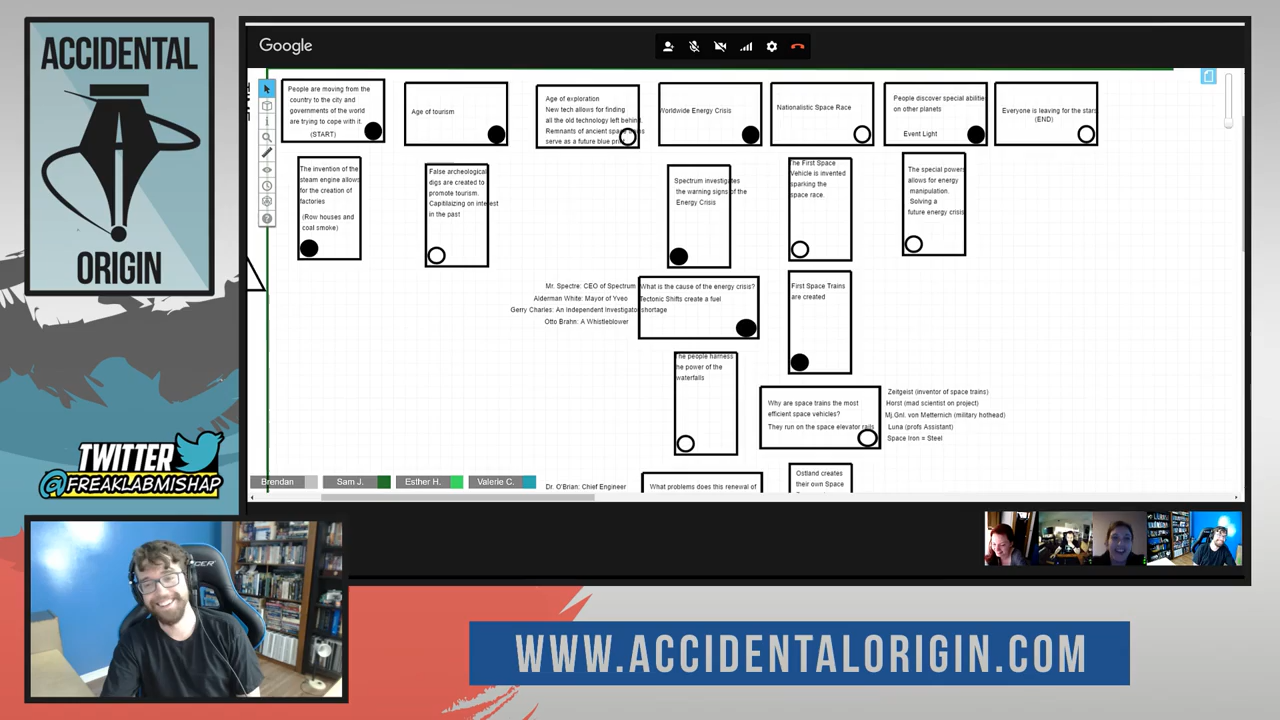 ACCIDENTAL
ORIGIN
Google
People are moving from the
country to the city and
governments of the world
are trying to cope with it.
(START)
Age of tourism
Age of exploration
New tech allows for finding
all the old technology left behind.
Remnants of ancient
serve as a future blue
Worldwide Energy Crisis
Nationalistic Space Race
People discover special abilities
on other planets
Event Light
Everyone is leaving for the stars
(END)
The invention of the
steam engine allows
for the creation of
factories
(Row houses and
coal smoke)
False archeological
digs are created to
promote tourism.
Capitilaizing on interest
in the past
Spectrum investigates
the warning signs of the
Energy Crisis
The First Space
Vehicle is invented
sparking the
space race.
The special powers
allows for energy
manipulation.
Solving a
future energy crisis
Mr. Spectre: CEO of Spectrum
Alderman White: Mayor of Yveo
Gerry Charles: An Independent Investigator
Otto Brahn: A Whistleblower
What is the cause of the energy crisis?
Tectonic Shifts create a fuel
shortage
First Space Trains
are created
The people harness
the power of the
waterfalls
Why are space trains the most
efficient space vehicles?
They run on the space elevator rails
Zeitgeist (inventor of space trains)
Horst (mad scientist on project)
Mj.Gnl. von Metternich (military hothead)
Luna (profs Assistant)
Space Iron = Steel
Dr. O'Brian: Chief Engineer
What problems does this renewal of
Ostland creates
their own Space
Brendan
Sam J.
Esther H.
Valerie C.
TWITTER
@FREAKLABMISHAP
WWW.ACCIDENTALORIGIN.COM